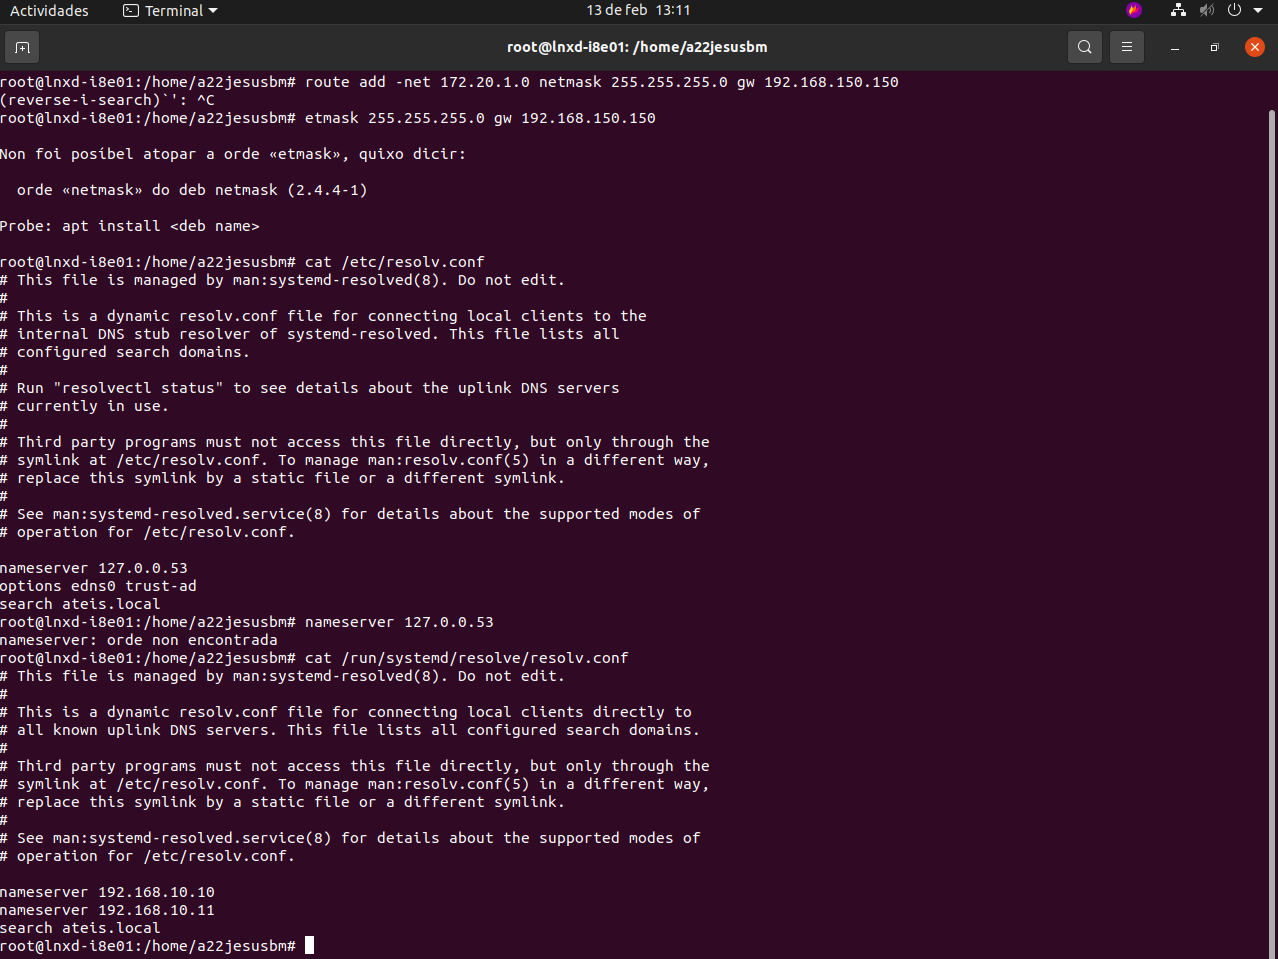 Actividades Terminal 13 de feb 13:11
root@lnxd-i8e01: /home/a22jesusbm
root@lnxd-i8e01:/home/a22jesusbm# route add -net 172.20.1.0 netmask 255.255.255.0 gw 192.168.150.150
(reverse-i-search)`': ^C
root@lnxd-i8e01:/home/a22jesusbm# etmask 255.255.255.0 gw 192.168.150.150

Non foi posíbel atopar a orde «etmask», quixo dicir:

  orde «netmask» do deb netmask (2.4.4-1)

Probe: apt install <deb name>

root@lnxd-i8e01:/home/a22jesusbm# cat /etc/resolv.conf
# This file is managed by man:systemd-resolved(8). Do not edit.
#
# This is a dynamic resolv.conf file for connecting local clients to the
# internal DNS stub resolver of systemd-resolved. This file lists all
# configured search domains.
#
# Run "resolvectl status" to see details about the uplink DNS servers
# currently in use.
#
# Third party programs must not access this file directly, but only through the
# symlink at /etc/resolv.conf. To manage man:resolv.conf(5) in a different way,
# replace this symlink by a static file or a different symlink.
#
# See man:systemd-resolved.service(8) for details about the supported modes of
# operation for /etc/resolv.conf.

nameserver 127.0.0.53
options edns0 trust-ad
search ateis.local
root@lnxd-i8e01:/home/a22jesusbm# nameserver 127.0.0.53
nameserver: orde non encontrada
root@lnxd-i8e01:/home/a22jesusbm# cat /run/systemd/resolve/resolv.conf
# This file is managed by man:systemd-resolved(8). Do not edit.
#
# This is a dynamic resolv.conf file for connecting local clients directly to
# all known uplink DNS servers. This file lists all configured search domains.
#
# Third party programs must not access this file directly, but only through the
# symlink at /etc/resolv.conf. To manage man:resolv.conf(5) in a different way,
# replace this symlink by a static file or a different symlink.
#
# See man:systemd-resolved.service(8) for details about the supported modes of
# operation for /etc/resolv.conf.

nameserver 192.168.10.10
nameserver 192.168.10.11
search ateis.local
root@lnxd-i8e01:/home/a22jesusbm#